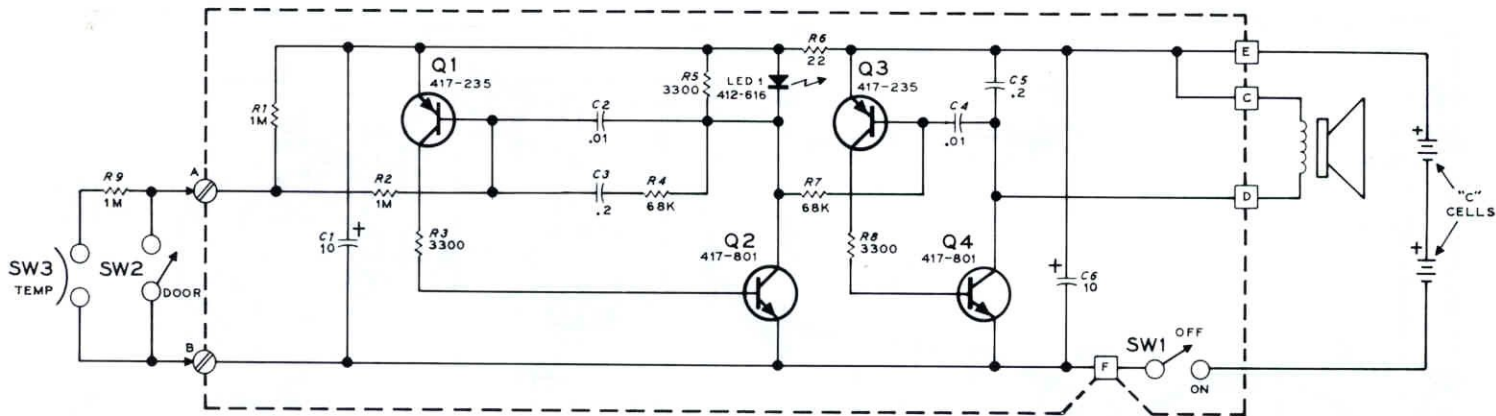 R6
22
E
Q1
417-235
R5
3300
LED 1
412-616
Q3
417-235
C5
.2
C
R1
1M
C2
.01
C4
.01
+
R9
1M
A
R2
1M
C3
.2
R4
68K
R7
68K
D
"C"
CELLS
C1
10
+
R3
3300
Q2
417-801
R8
3300
Q4
417-801
+
C6
10
+
SW3
TEMP
SW2
DOOR
B
F
SW1
OFF
ON